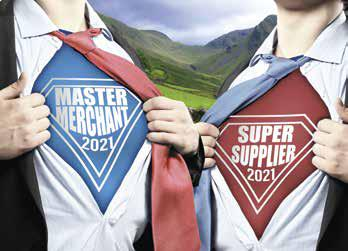 MASTER
MERCHANT
2021
SUPER
SUPPLIER
2021